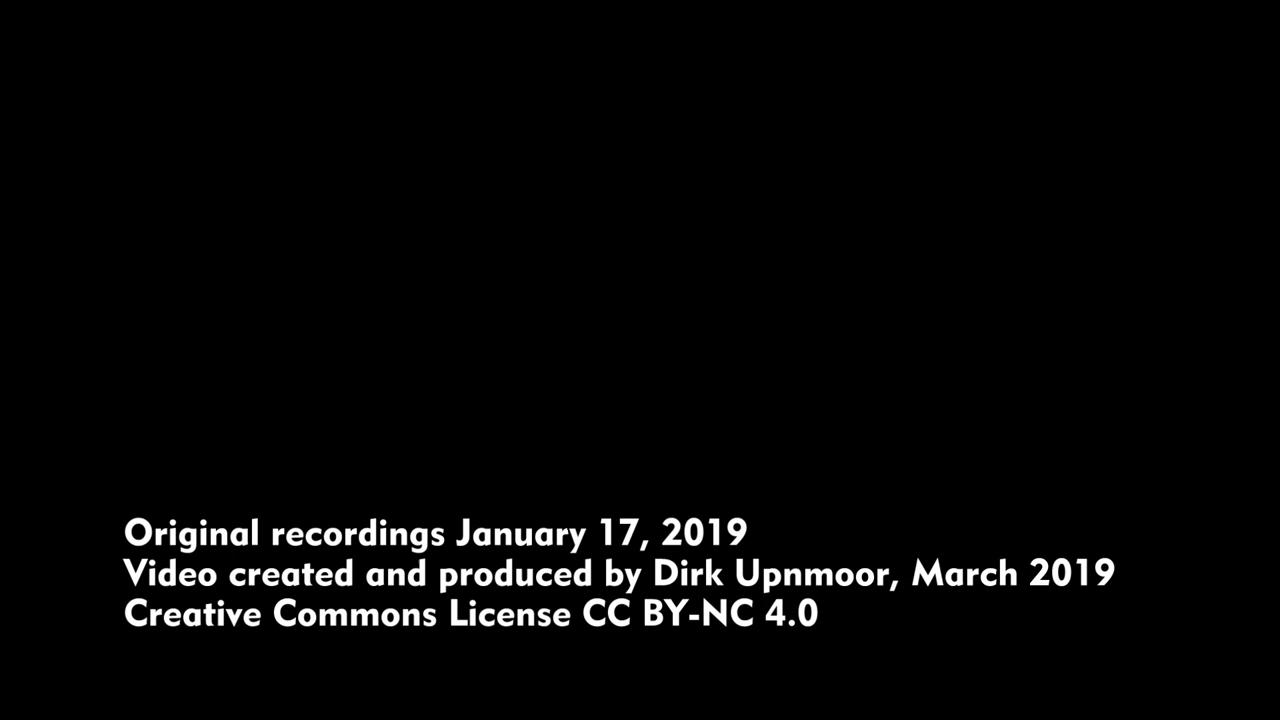 Original recordings January 17, 2019
Video created and produced by Dirk Upnmoor, March 2019
Creative Commons License CC BY-NC 4.0